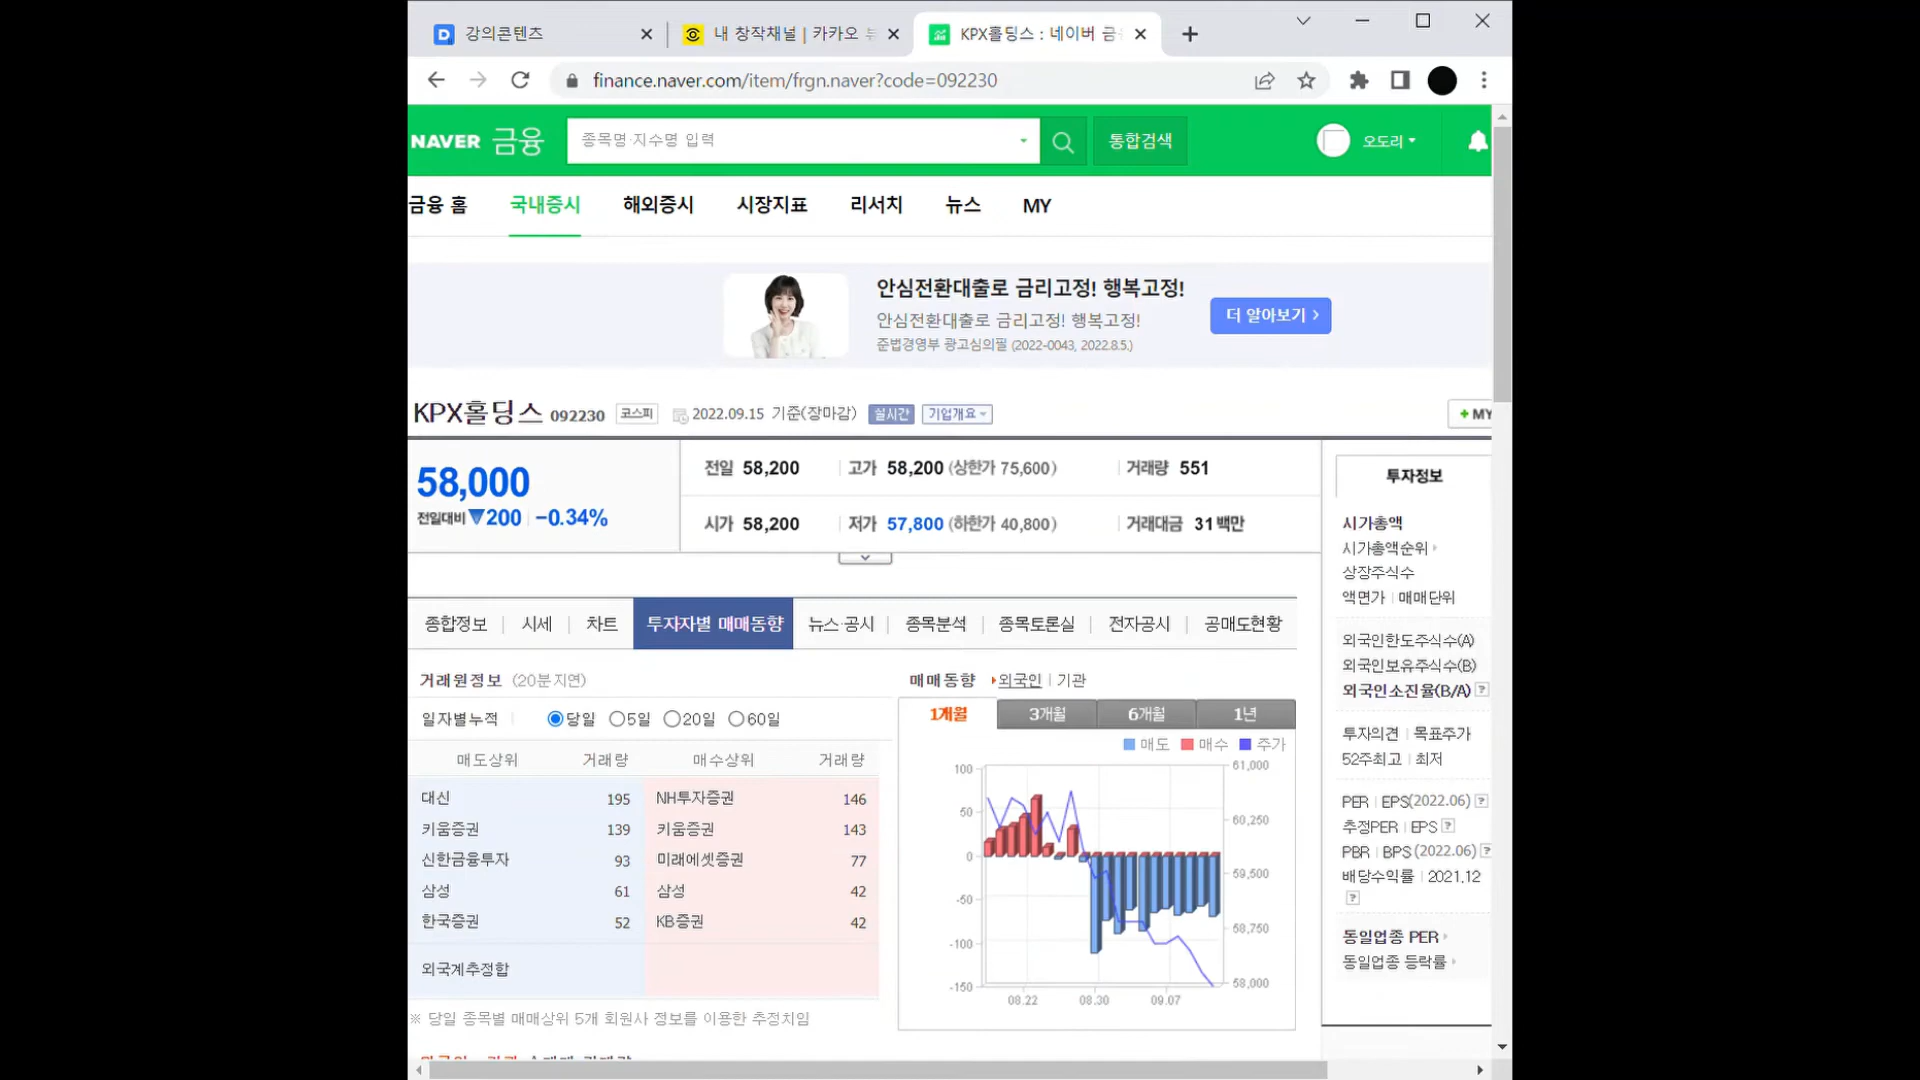 강의콘텐츠
내 창작채널 | 카카오 뷰
KPX홀딩스 : 네이버 금융
finance.naver.com/item/frgn.naver?code=092230
NAVER 금융
종목명·지수명 입력
통합검색
오도리
금융 홈 국내증시 해외증시 시장지표 리서치 뉴스 MY
안심전환대출로 금리고정! 행복고정!
안심전환대출로 금리고정! 행복고정!
준법경영부 광고심의필 (2022-0043, 2022.8.5.)
더 알아보기 >
KPX홀딩스 092230 코스피 2022.09.15 기준(장마감) 실시간 기업개요
+ MY
58,000
전일대비 ▼200 -0.34%
전일 58,200 고가 58,200 (상한가 75,600) 거래량 551
시가 58,200 저가 57,800 (하한가 40,800) 거래대금 31백만
종합정보 시세 차트 투자자별 매매동향 뉴스·공시 종목분석 종목토론실 전자공시 공매도현황
거래원정보 (20분지연)
일자별누적 당일 5일 20일 60일
매도상위 거래량 매수상위 거래량
대신 195 NH투자증권 146
키움증권 139 키움증권 143
신한금융투자 93 미래에셋증권 77
삼성 61 삼성 42
한국증권 52 KB증권 42
외국계추정합
※ 당일 종목별 매매상위 5개 회원사 정보를 이용한 추정치임
매매동향 외국인 | 기관
1개월 3개월 6개월 1년
매도 매수 주가
100
50
0
-50
-100
-150
61,000
60,250
59,500
58,750
58,000
08.22 08.30 09.07
투자정보
시가총액
시가총액순위
상장주식수
액면가 | 매매단위
외국인한도주식수(A)
외국인보유주식수(B)
외국인소진율(B/A) ?
투자의견 | 목표주가
52주최고 | 최저
PER | EPS(2022.06) ?
추정PER | EPS ?
PBR | BPS (2022.06) ?
배당수익률 | 2021.12
?
동일업종 PER
동일업종 등락률